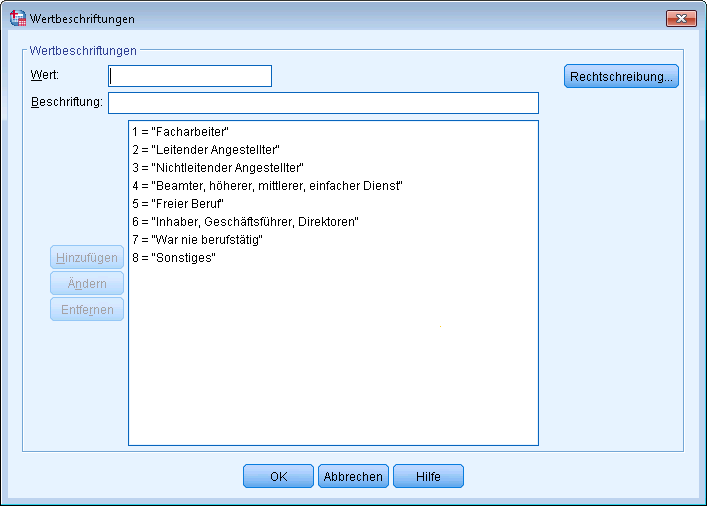 Wertbeschriftungen
Wertbeschriftungen
Wert:
Rechtschreibung...
Beschriftung:
1 = "Facharbeiter"
2 = "Leitender Angestellter"
3 = "Nichtleitender Angestellter"
4 = "Beamter, höherer, mittlerer, einfacher Dienst"
5 = "Freier Beruf"
6 = "Inhaber, Geschäftsführer, Direktoren"
7 = "War nie berufstätig"
8 = "Sonstiges"
Hinzufügen
Ändern
Entfernen
OK Abbrechen Hilfe